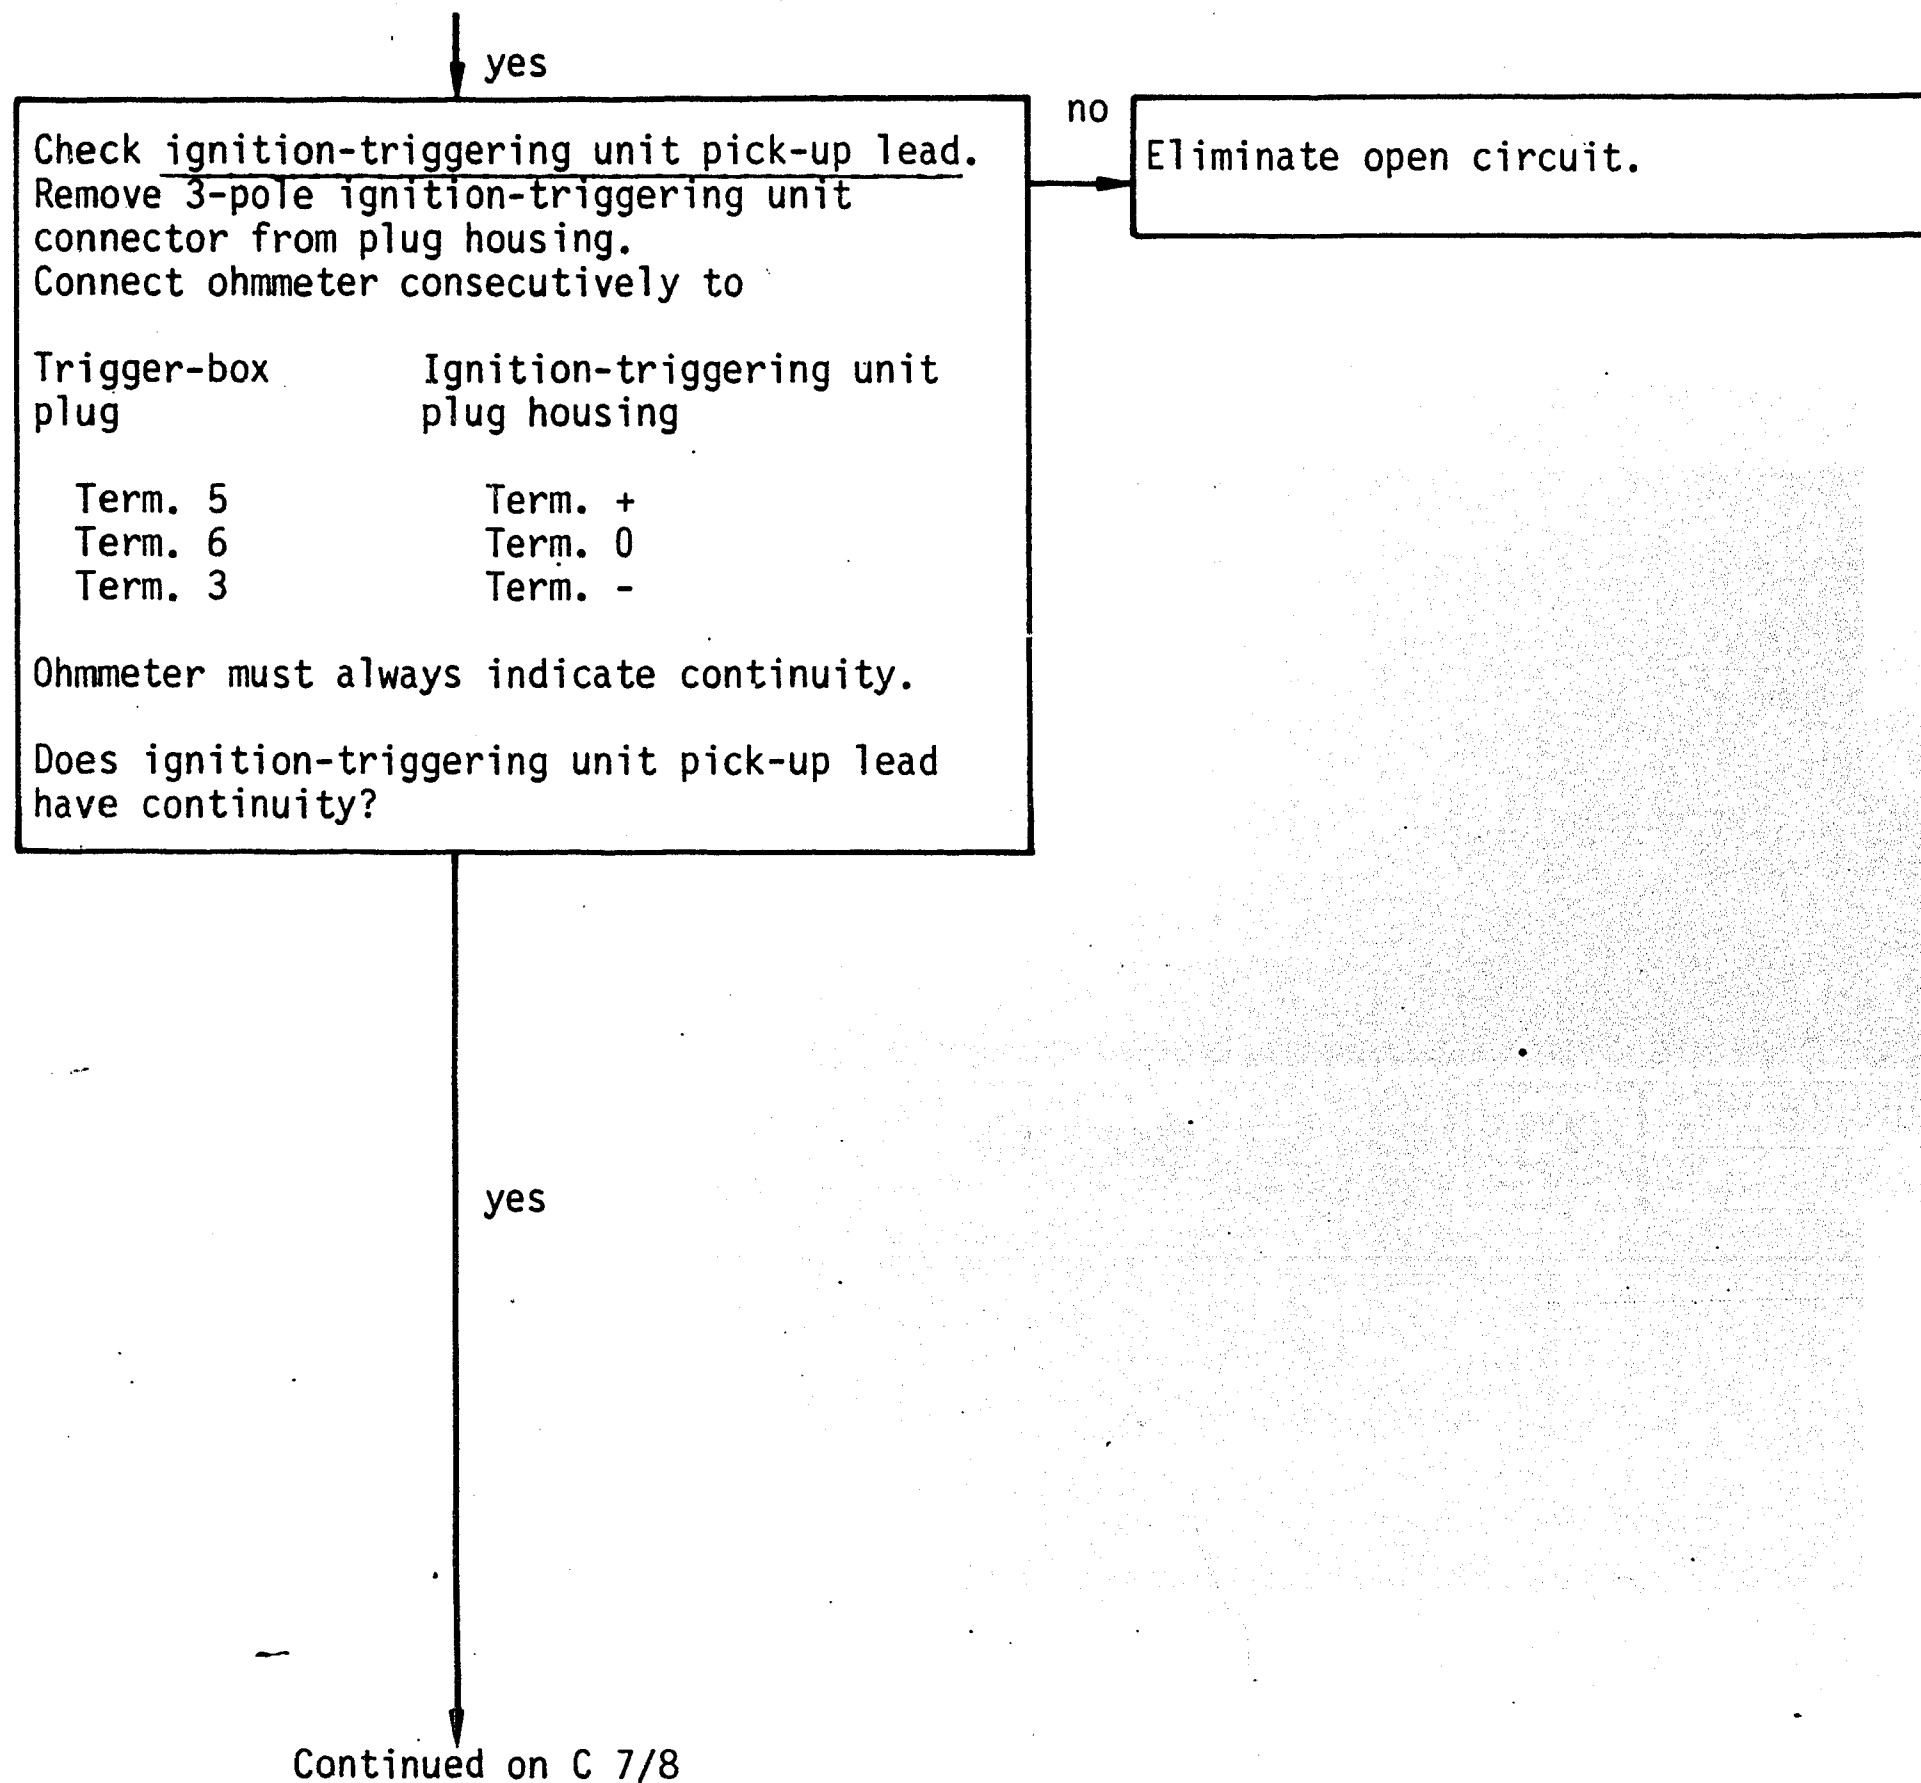 yes
Check ignition-triggering unit pick-up lead.
Remove 3-pole ignition-triggering unit
connector from plug housing.
Connect ohmmeter consecutively to
Trigger-box Ignition-triggering unit
plug plug housing
Term. 5 Term. +
Term. 6 Term. 0
Term. 3 Term. -
Ohmmeter must always indicate continuity.
Does ignition-triggering unit pick-up lead
have continuity?
no
Eliminate open circuit.
yes
Continued on C 7/8